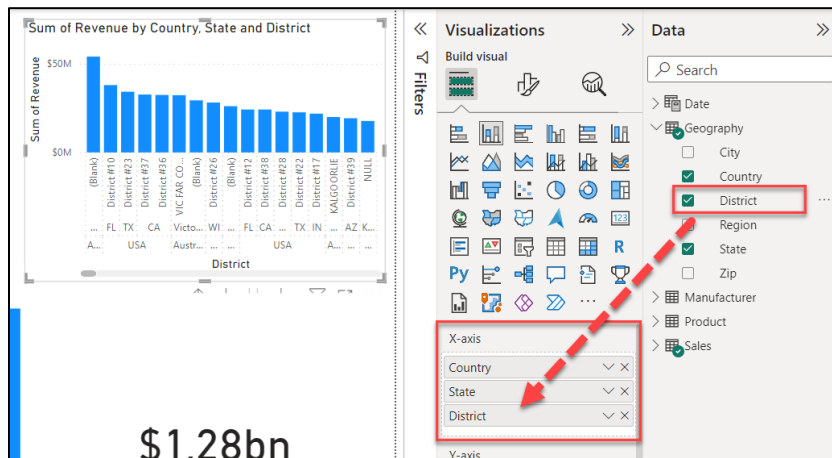 Sum of Revenue by Country, State and District
Sum of Revenue
$50M
$0M
(Blank)
District #10
District #23
District #37
District #36
VIC FAR CO...
(Blank)
District #26
(Blank)
District #12
District #38
District #28
District #22
District #17
KALGOORLIE
District #39
NULL
... FL TX CA Victo... WI ... ... FL CA ... TX IN ... AZ K...
A... USA Austr... ... ... USA A... ... ...
District
$1.28bn
Filters
Visualizations
Build visual
123
R
Py
...
X-axis
Country
State
District
Y-axis
Data
Search
Date
Geography
City
Country
District
...
Region
State
Zip
Manufacturer
Product
Sales